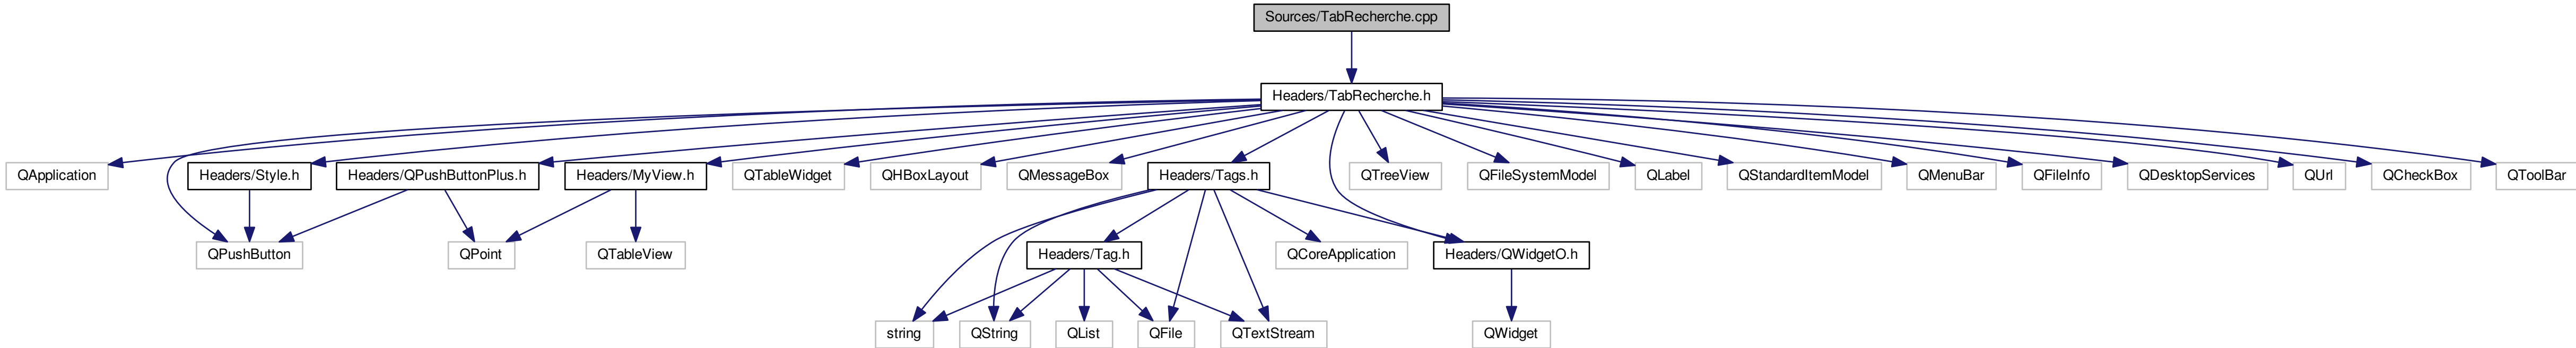 Sources/TabRecherche.cpp
Headers/TabRecherche.h
QApplication
Headers/Style.h
Headers/QPushButtonPlus.h
Headers/MyView.h
QTableWidget
QHBoxLayout
QMessageBox
Headers/Tags.h
QTreeView
QFileSystemModel
QLabel
QStandardItemModel
QMenuBar
QFileInfo
QDesktopServices
QUrl
QCheckBox
QToolBar
QPushButton
QPoint
QTableView
Headers/Tag.h
QCoreApplication
Headers/QWidgetO.h
string
QString
QList
QFile
QTextStream
QWidget